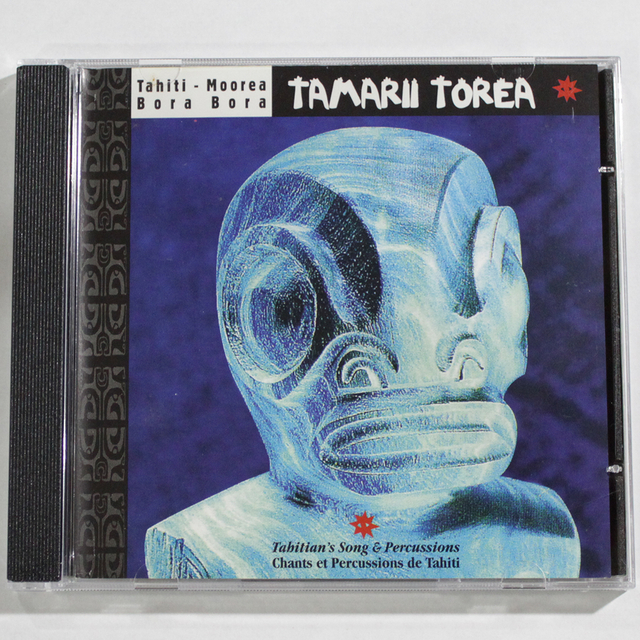 Tahiti - Moorea
Bora Bora
TAMARII TOREA
Tahitian's Song & Percussions
Chants et Percussions de Tahiti